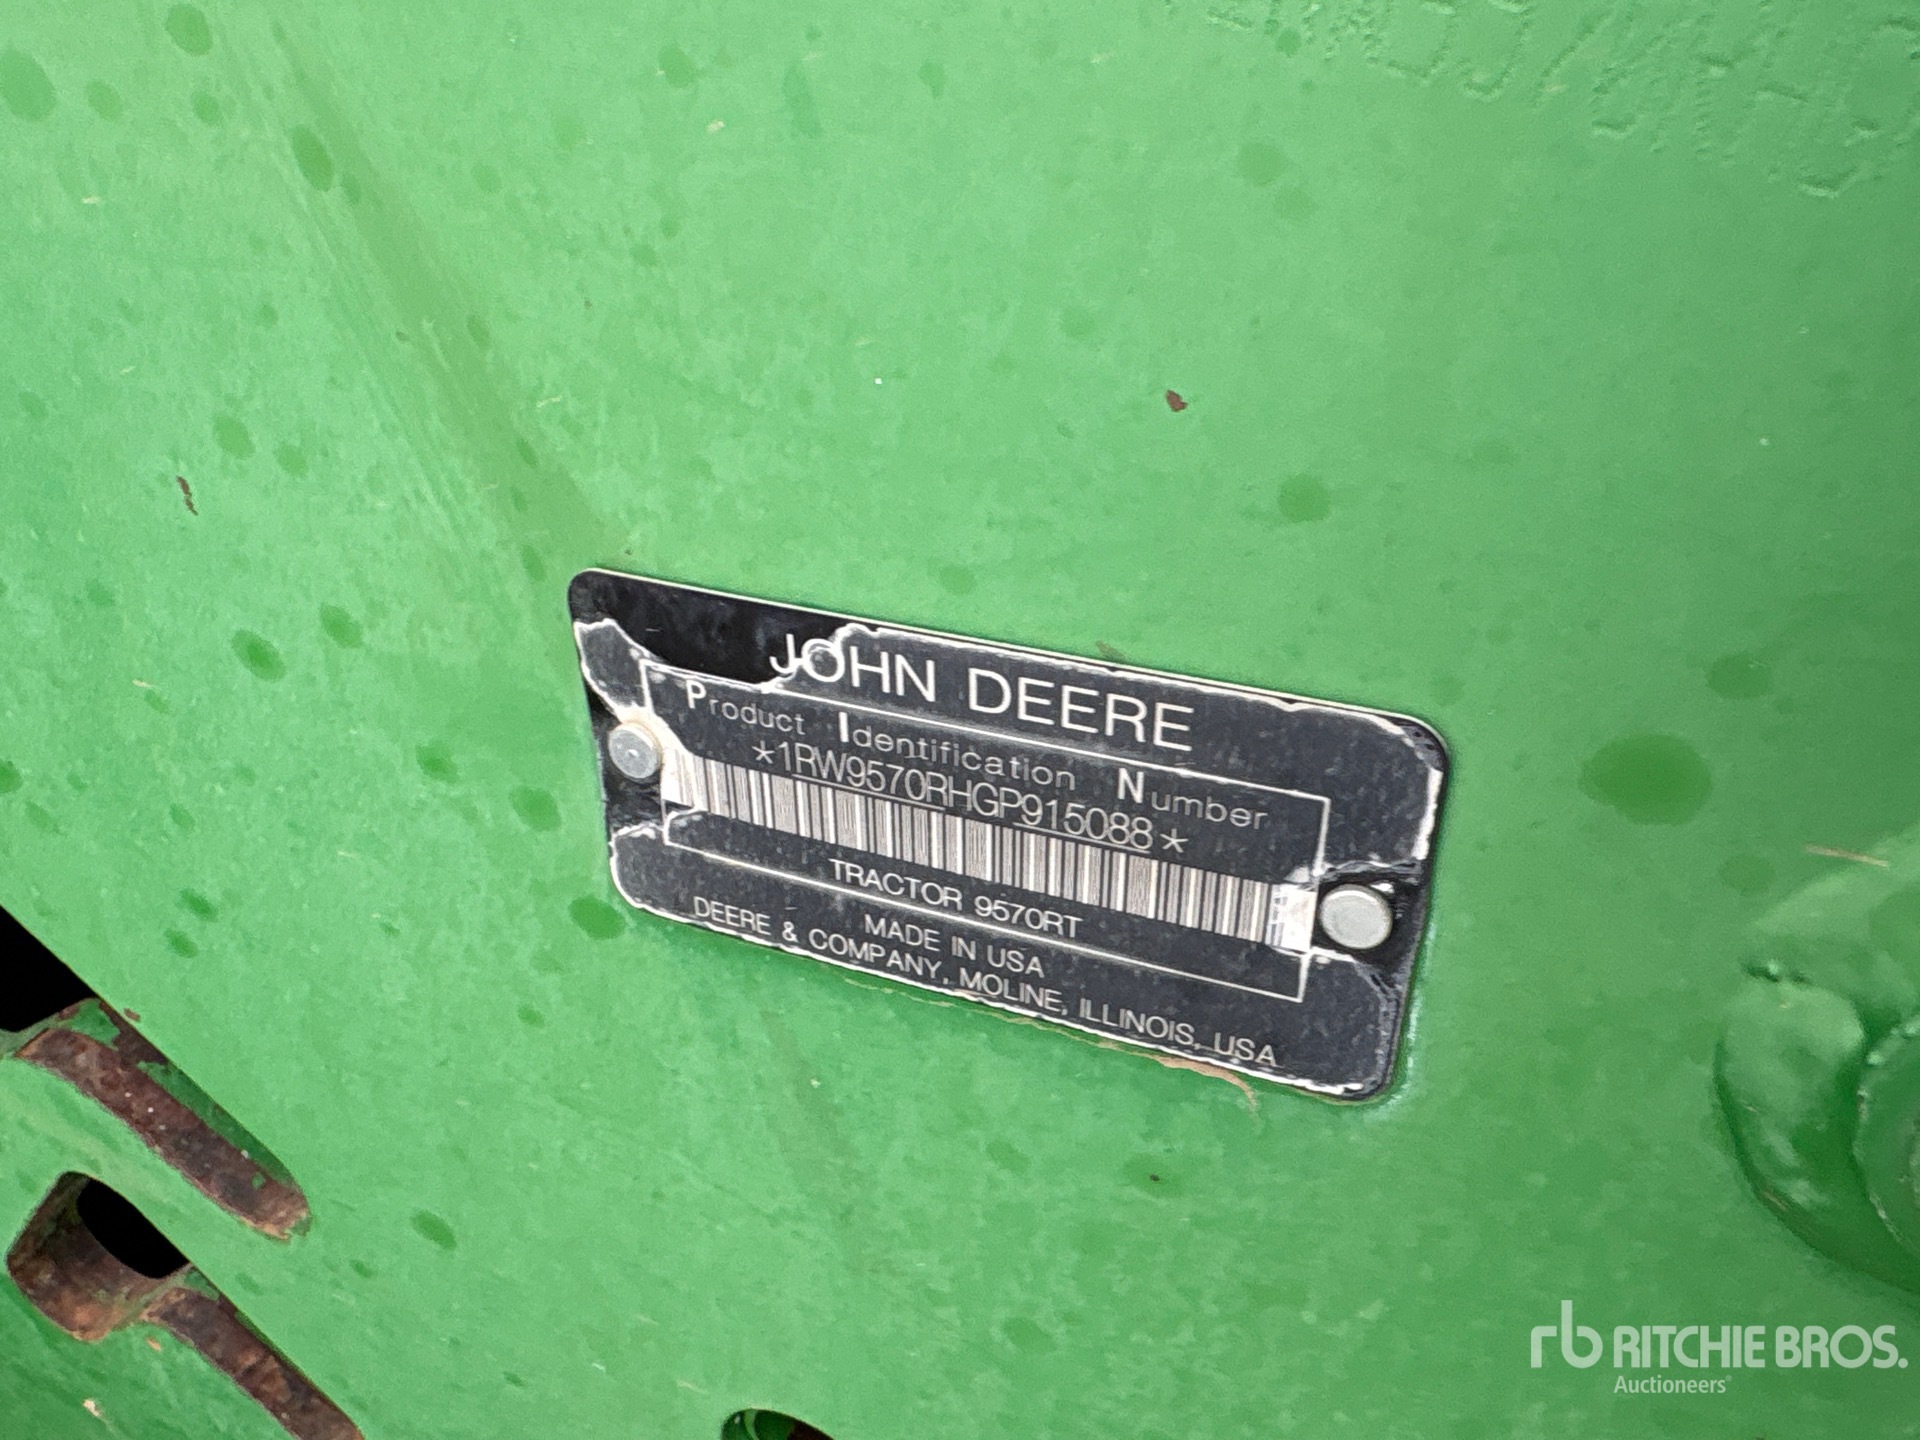 JOHN DEERE
Product Identification Number
*1RW9570RHGP915088*
TRACTOR 9570RT
MADE IN USA
DEERE & COMPANY, MOLINE, ILLINOIS, USA
rb RITCHIE BROS.
Auctioneers